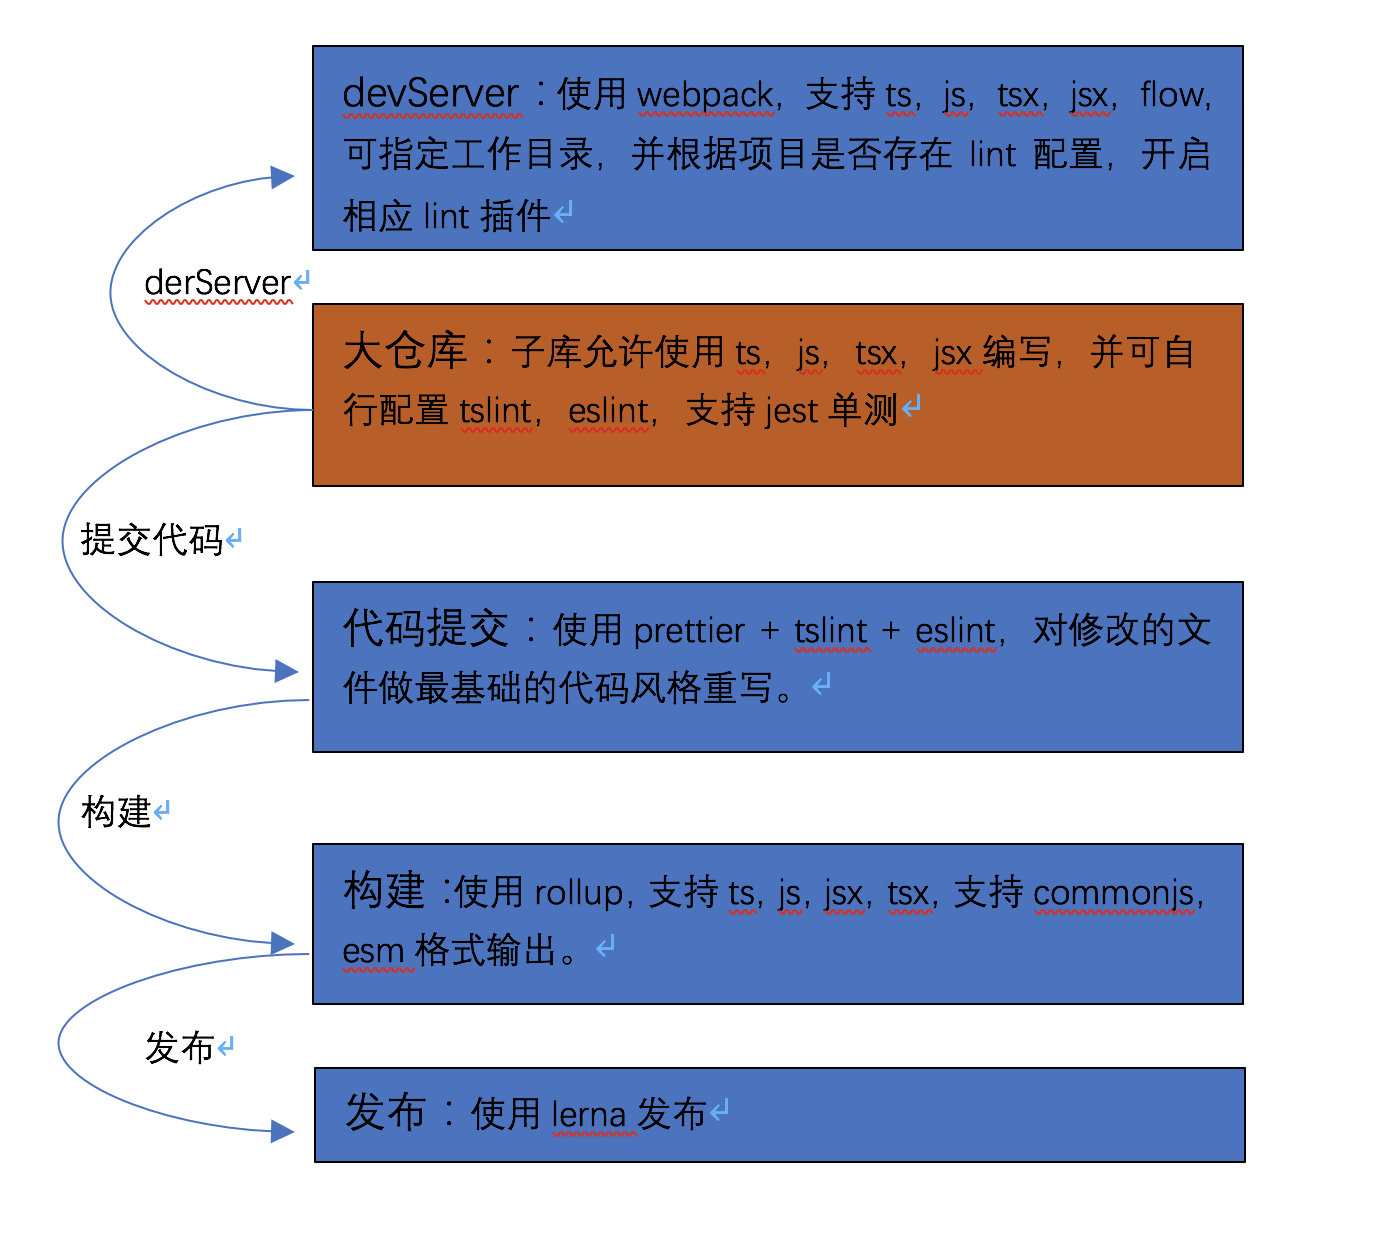 devServer：使用 webpack，支持 ts，js，tsx，jsx，flow，
可指定工作目录，并根据项目是否存在 lint 配置，开启
相应 lint 插件↵
derServer↵
大仓库：子库允许使用 ts，js，tsx，jsx 编写，并可自
行配置 tslint，eslint，支持 jest 单测↵
提交代码↵
代码提交：使用 prettier + tslint + eslint，对修改的文
件做最基础的代码风格重写。↵
构建↵
构建：使用 rollup，支持 ts，js，jsx，tsx，支持 commonjs，
esm 格式输出。↵
发布↵
发布：使用 lerna 发布↵